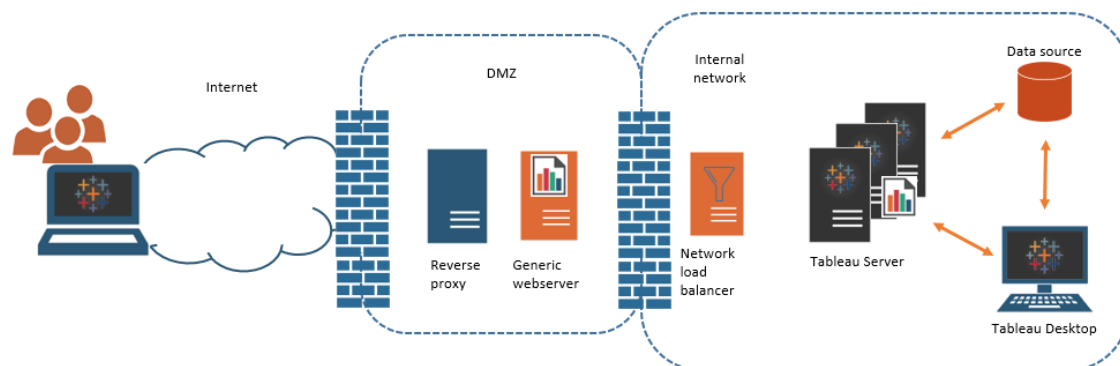 Internet
DMZ
Internal
network
Data source
Reverse
proxy
Generic
webserver
Network
load
balancer
Tableau Server
Tableau Desktop